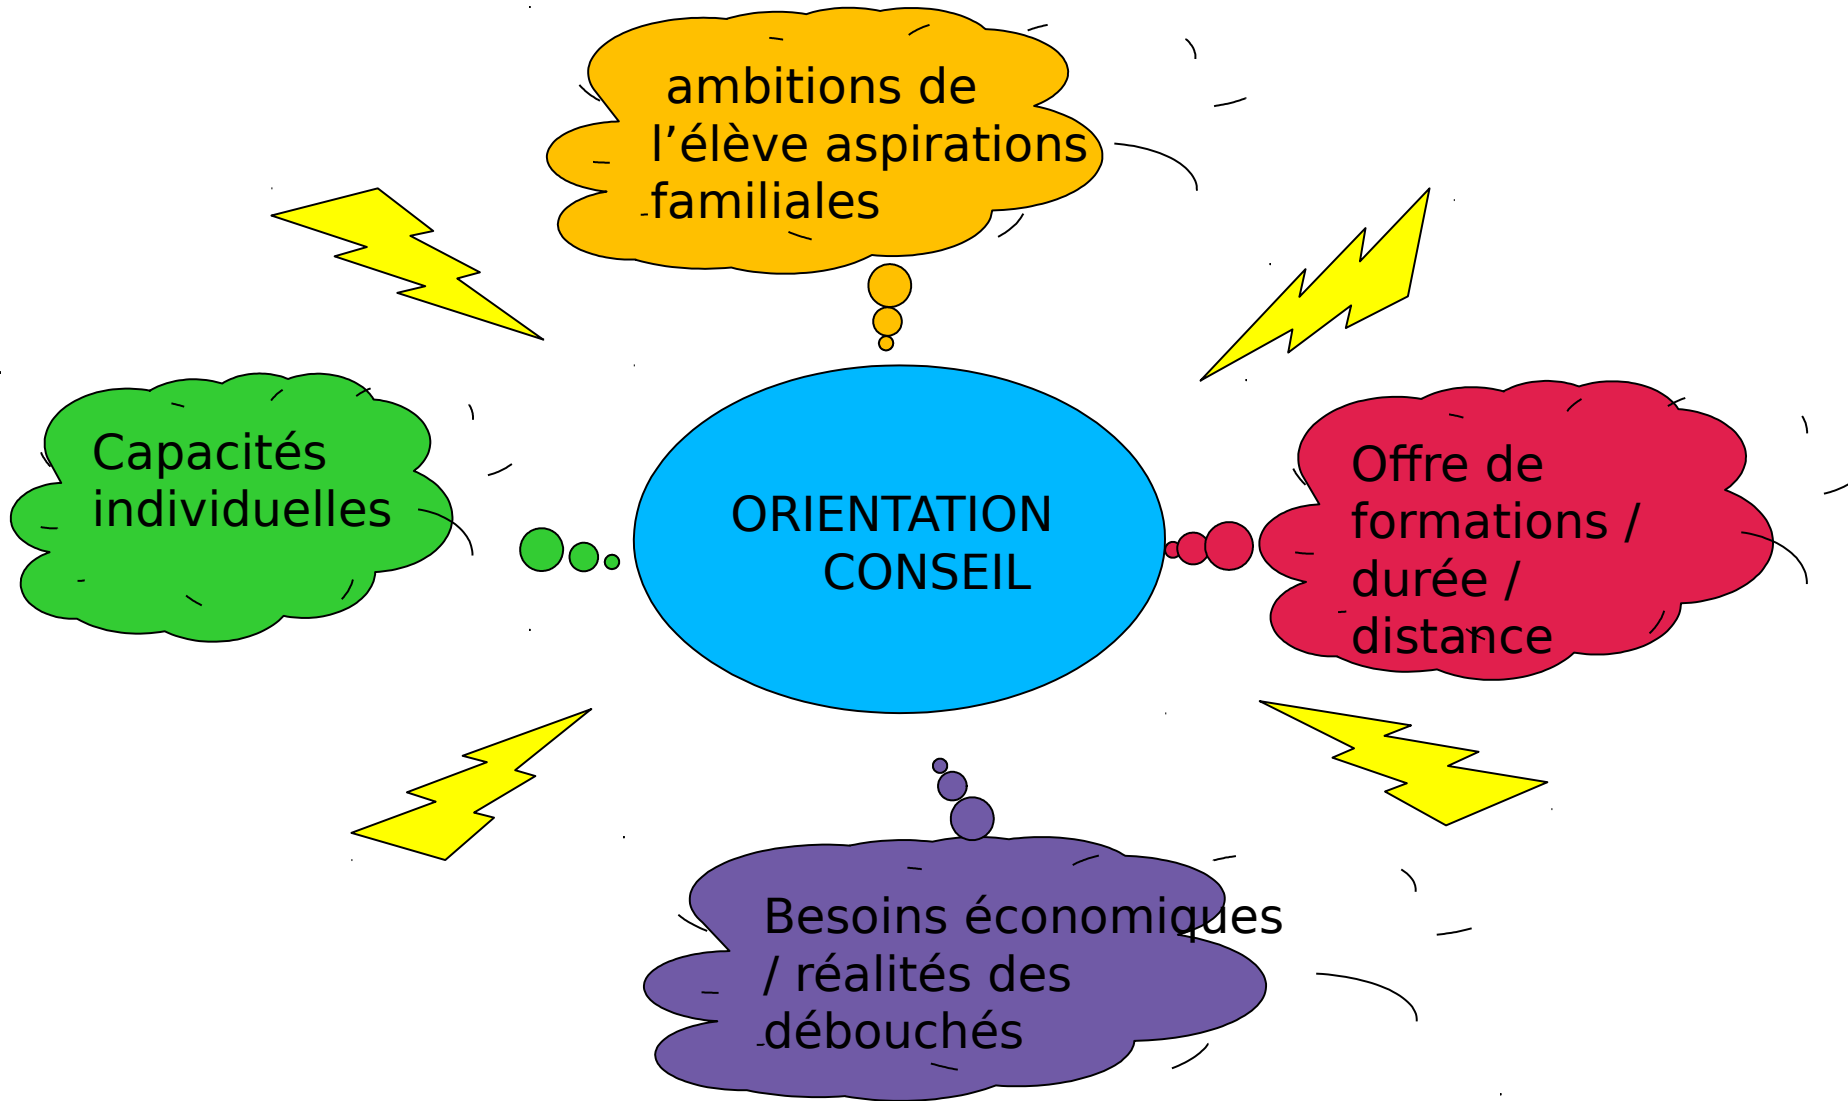 ambitions de
l’élève aspirations
familiales
Capacités
individuelles
ORIENTATION
CONSEIL
Offre de
formations /
durée /
distance
Besoins économiques
/ réalités des
débouchés